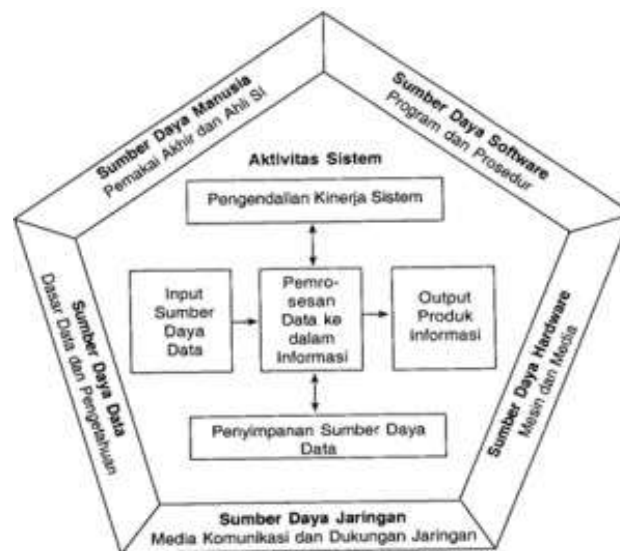 Sumber Daya Manusia
Pemakai Akhir dan Ahli SI
Sumber Daya Software
Program dan Prosedur
Aktivitas Sistem
Pengendalian Kinerja Sistem
Input
Sumber
Daya
Data
Pemro-
sesan
Data ke
dalam
Informasi
Output
Produk
Informasi
Penyimpanan Sumber Daya
Data
Sumber Daya Data
Dasar Data dan Pengetahuan
Sumber Daya Hardware
Mesin dan Media
Sumber Daya Jaringan
Media Komunikasi dan Dukungan Jaringan